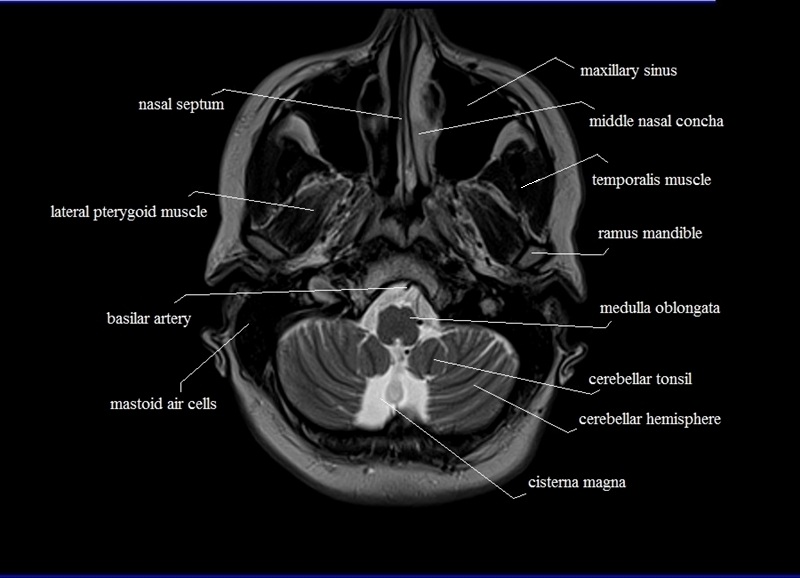 maxillary sinus
nasal septum
middle nasal concha
temporalis muscle
lateral pterygoid muscle
ramus mandible
medulla oblongata
basilar artery
cerebellar tonsil
mastoid air cells
cerebellar hemisphere
cisterna magna